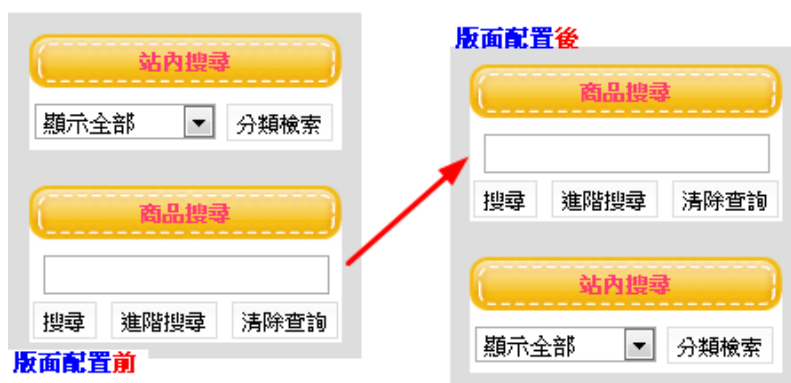 站內搜尋
顯示全部 分類檢索
商品搜尋
搜尋 進階搜尋 清除查詢
版面配置前
版面配置後
商品搜尋
搜尋 進階搜尋 清除查詢
站內搜尋
顯示全部 分類檢索